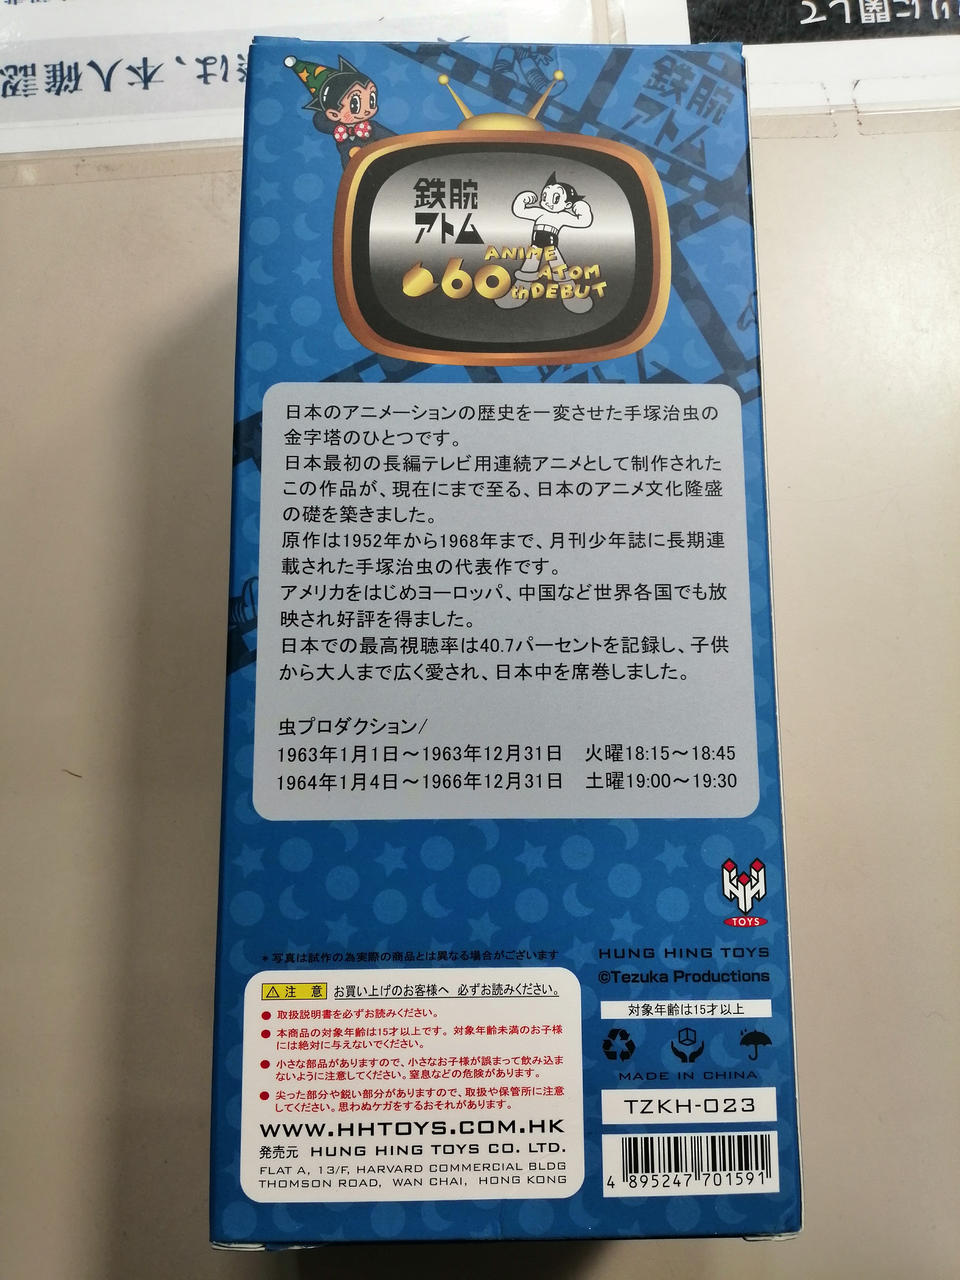 りに関して
は、本人確認
鉄腕
アトム
鉄腕
アトム
ANIME
60th
ATOM
DEBUT
日本のアニメーションの歴史を一変させた手塚治虫の
金字塔のひとつです。
日本最初の長編テレビ用連続アニメとして制作された
この作品が、現在にまで至る、日本のアニメ文化隆盛
の礎を築きました。
原作は1952年から1968年まで、月刊少年誌に長期連
載された手塚治虫の代表作です。
アメリカをはじめヨーロッパ、中国など世界各国でも放
映され好評を得ました。
日本での最高視聴率は40.7パーセントを記録し、子供
から大人まで広く愛され、日本中を席巻しました。
虫プロダクション/
1963年1月1日〜1963年12月31日 火曜18:15〜18:45
1964年1月4日〜1966年12月31日 土曜19:00〜19:30
TOYS
*写真は試作の為実際の商品とは異なる場合がございます
HUNG HING TOYS
©Tezuka Productions
対象年齢は15才以上
MADE IN CHINA
TZKH-023
4 895247 701591
⚠注 意 お買い上げのお客様へ 必ずお読みください。
● 取扱説明書を必ずお読みください。
● 本商品の対象年齢は15才以上です。対象年齢未満のお子様
には絶対に与えないでください。
● 小さな部品がありますので、小さなお子様が誤まって飲み込ま
ないように注意してください。窒息などの危険があります。
● 尖った部分や鋭い部分がありますので、取扱や保管所に注意
してください。思わぬケガをするおそれがあります。
WWW.HHTOYS.COM.HK
発売元 HUNG HING TOYS CO. LTD.
FLAT A, 13/F, HARVARD COMMERCIAL BLDG
THOMSON ROAD, WAN CHAI, HONG KONG